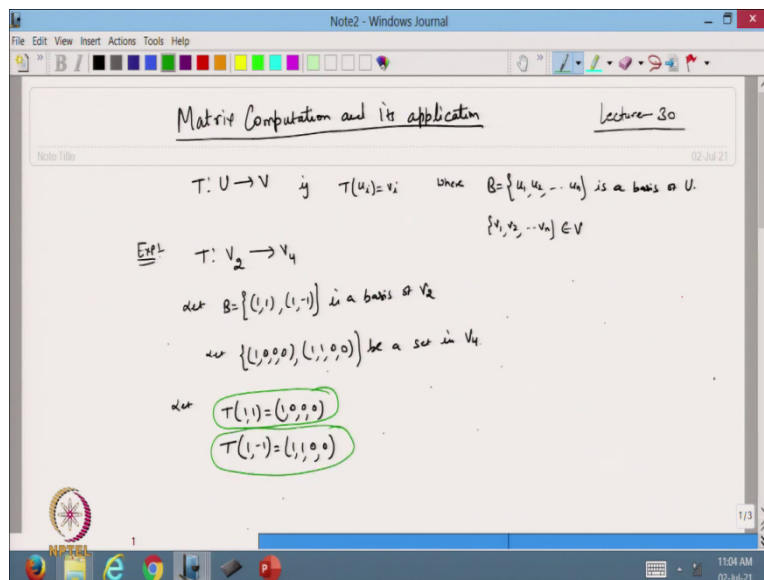 Note2 - Windows Journal
File Edit View Insert Actions Tools Help
Matrix Computation and its application
Lecture-30
Note Title
02-Jul-21
T: U → V if T(uᵢ)=vᵢ where B={u₁,u₂,...uₙ} is a basis of U.
{v₁,v₂,...vₙ} ∈ V
Exp1 T: V₂ → V₄
Let B={(1,1),(1,-1)} is a basis of V₂
Let {(1,0,0,0),(1,1,0,0)} be a set in V₄
Let T(1,1)=(1,0,0,0)
T(1,-1)=(1,1,0,0)
1/3
NPTEL
1
11:04 AM
02-Jul-21